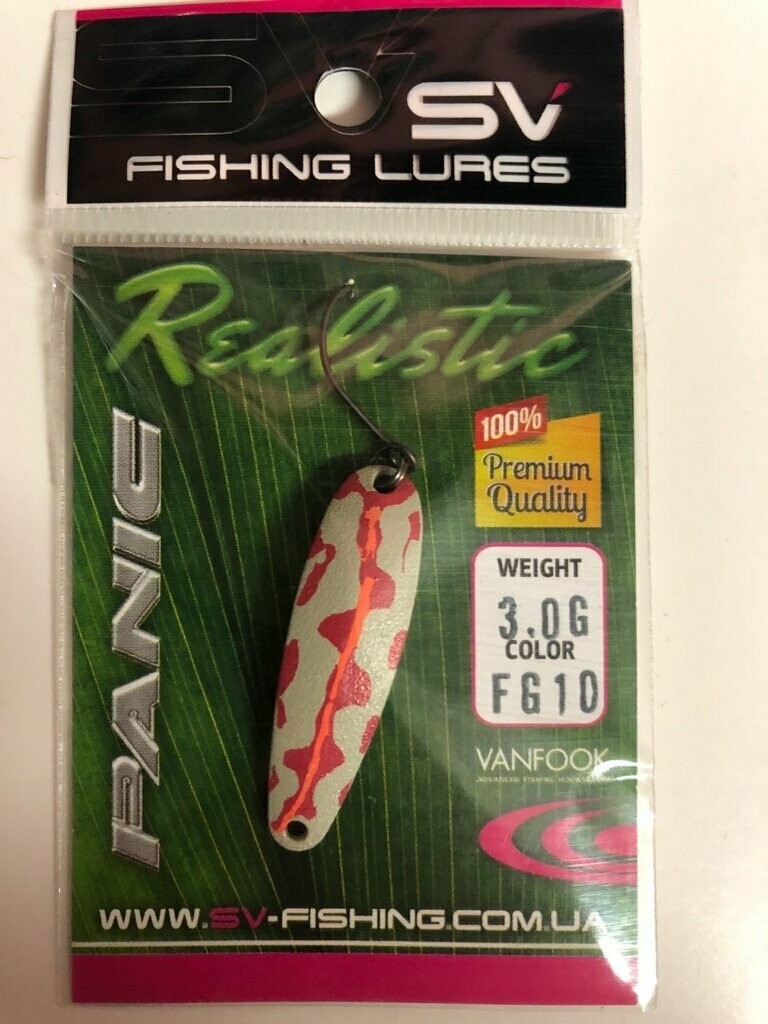 SV
FISHING LURES
Realistic
PANIC
100%
Premium
Quality
WEIGHT
3.0G
COLOR
FG10
VANFOOK
WWW.SV-FISHING.COM.UA